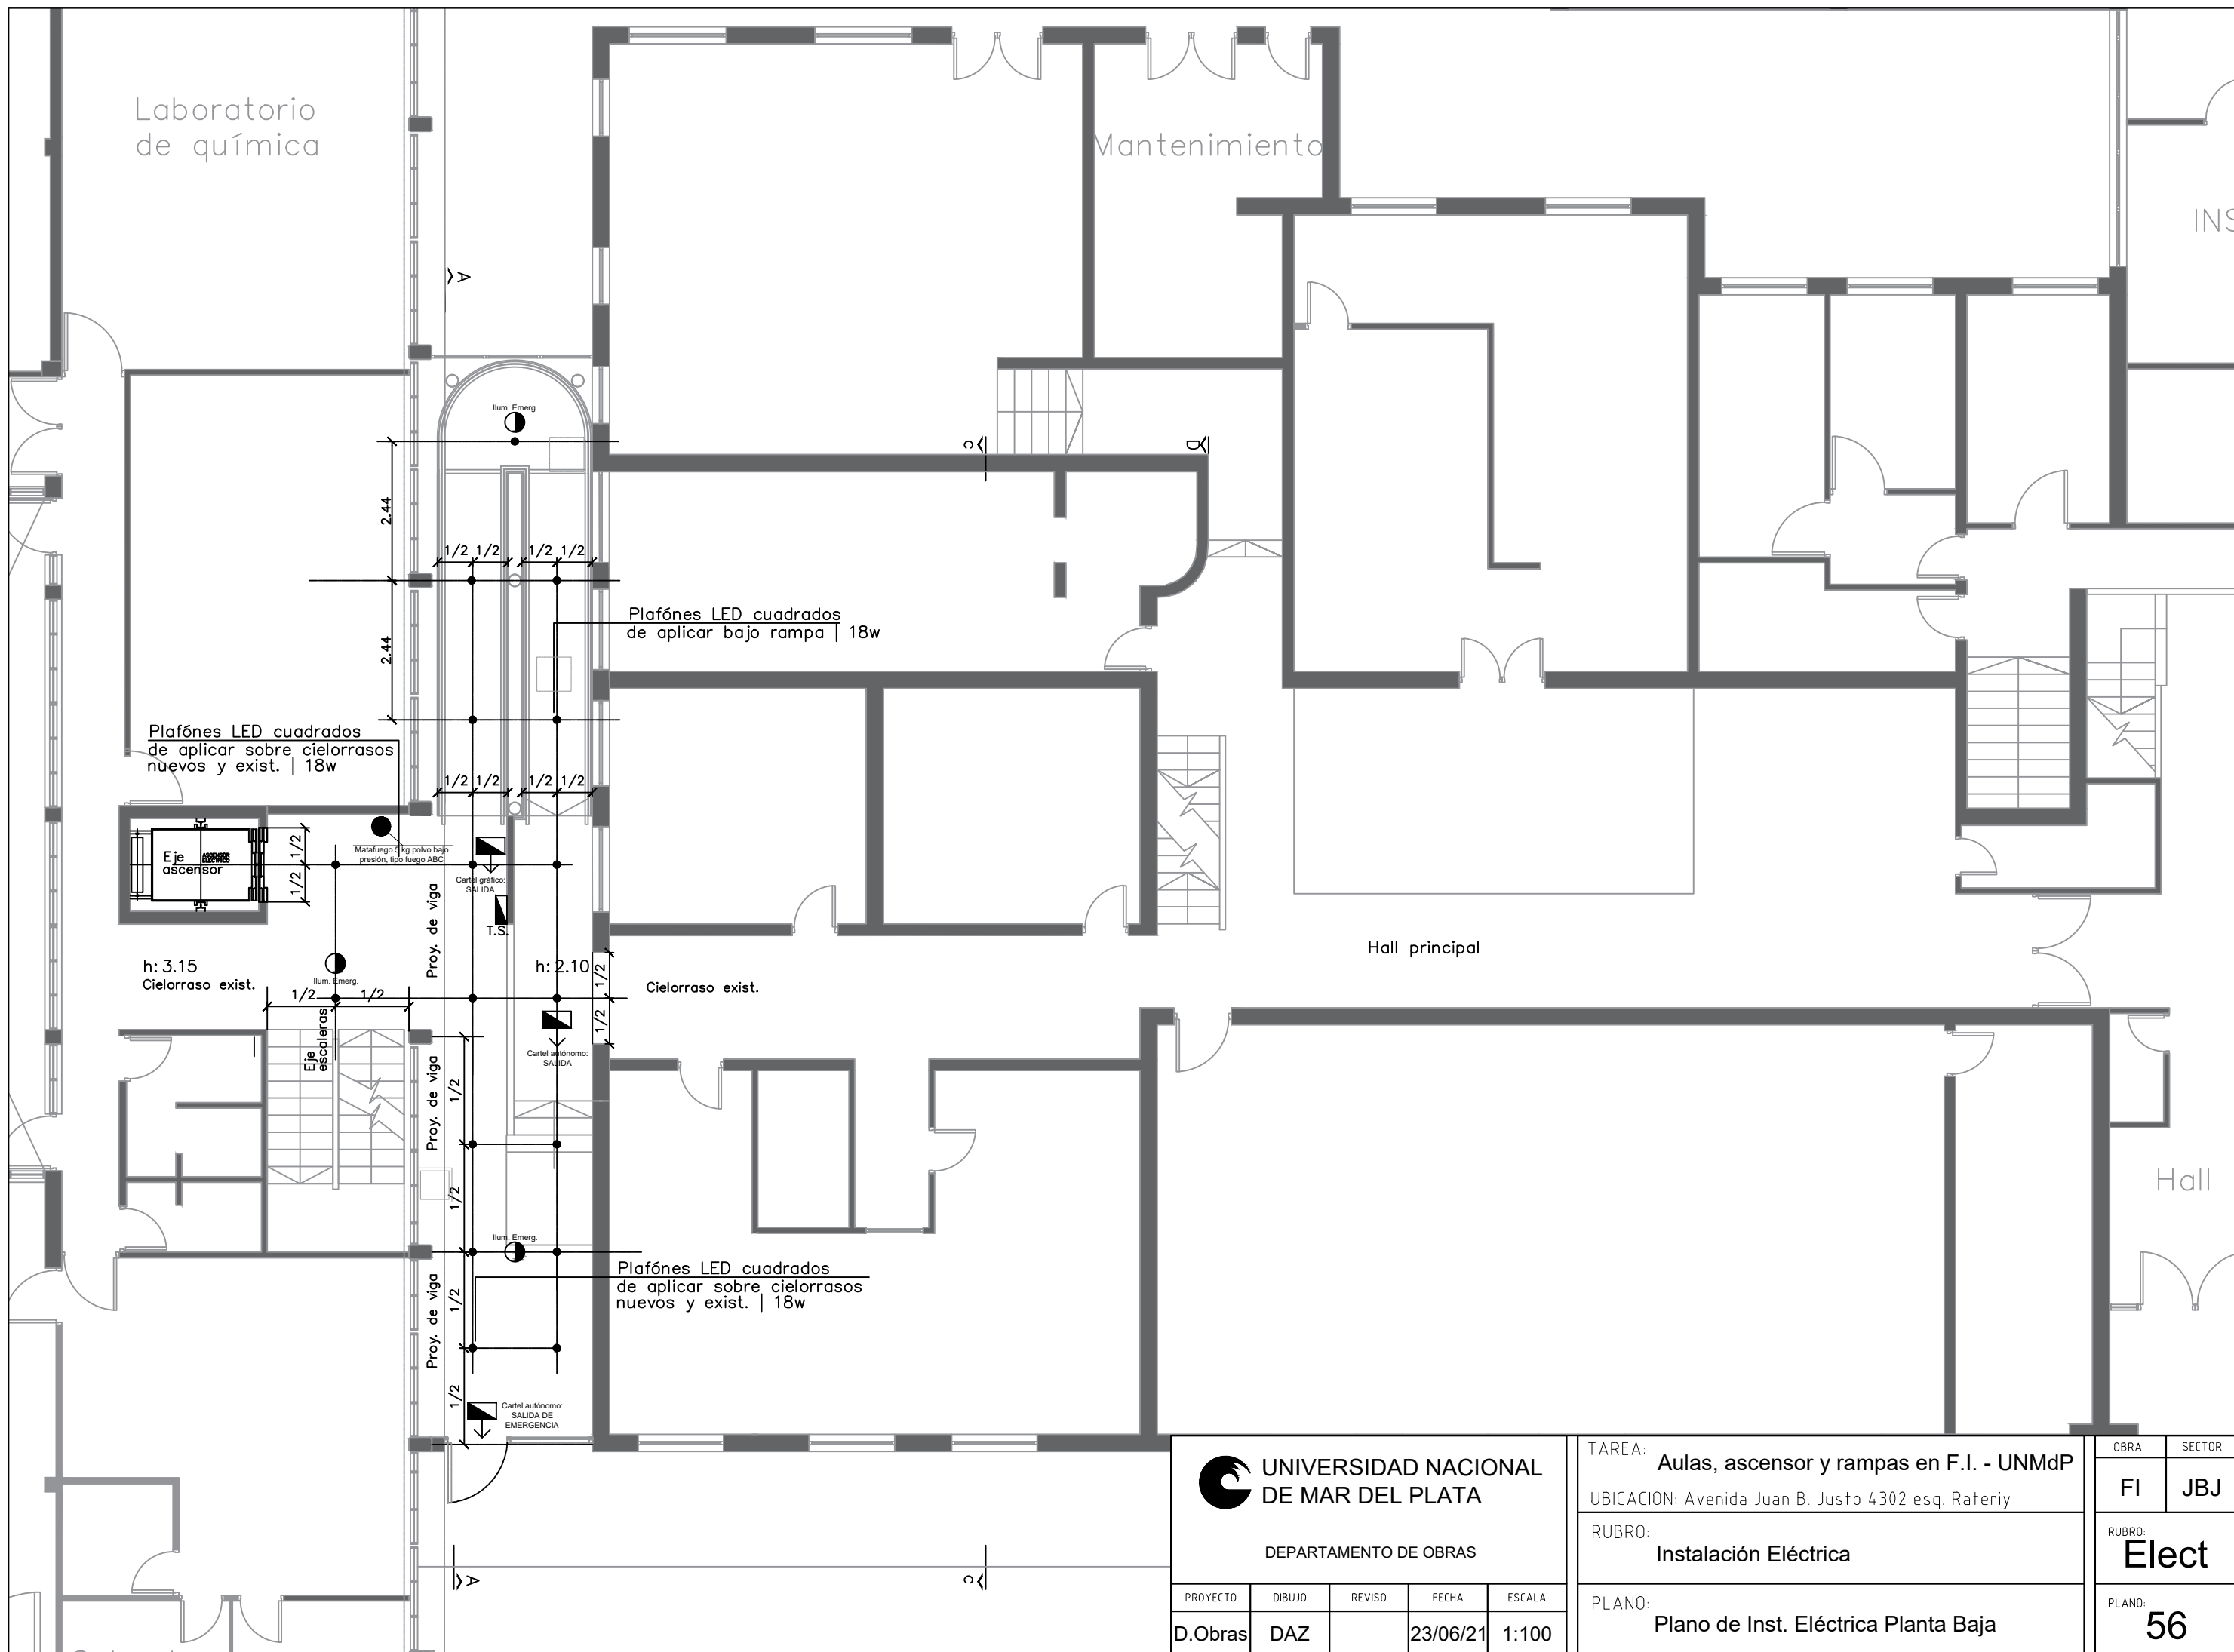 Laboratorio
de química
Mantenimiento
INS
A
Ilum. Emerg.
C
D
2.44
1/2 1/2 1/2 1/2
Plafónes LED cuadrados
de aplicar bajo rampa | 18w
2.44
Plafónes LED cuadrados
de aplicar sobre cielorrasos
nuevos y exist. | 18w
1/2 1/2 1/2 1/2
Eje
ascensor
ASCENSOR
ELECTRICO
1/2
1/2
Matafuego 5 kg polvo bajo
presión, tipo fuego ABC
Cartel gráfico:
SALIDA
T.S.
Proy. de viga
h: 3.15
Cielorraso exist.
Ilum. Emerg.
h: 2.10
1/2
1/2
Cielorraso exist.
Hall principal
1/2 1/2
Eje
escaleras
Cartel autónomo:
SALIDA
Proy. de viga
1/2
1/2
Hall
Ilum. Emerg.
Plafónes LED cuadrados
de aplicar sobre cielorrasos
nuevos y exist. | 18w
Proy. de viga
1/2
1/2
Cartel autónomo:
SALIDA DE
EMERGENCIA
A
C
UNIVERSIDAD NACIONAL
DE MAR DEL PLATA
DEPARTAMENTO DE OBRAS
PROYECTO DIBUJO REVISO FECHA ESCALA
D.Obras DAZ 23/06/21 1:100
TAREA: Aulas, ascensor y rampas en F.I. - UNMdP
UBICACION: Avenida Juan B. Justo 4302 esq. Rateriy
RUBRO:
Instalación Eléctrica
PLANO:
Plano de Inst. Eléctrica Planta Baja
OBRA SECTOR
FI JBJ
RUBRO:
Elect
PLANO:
56